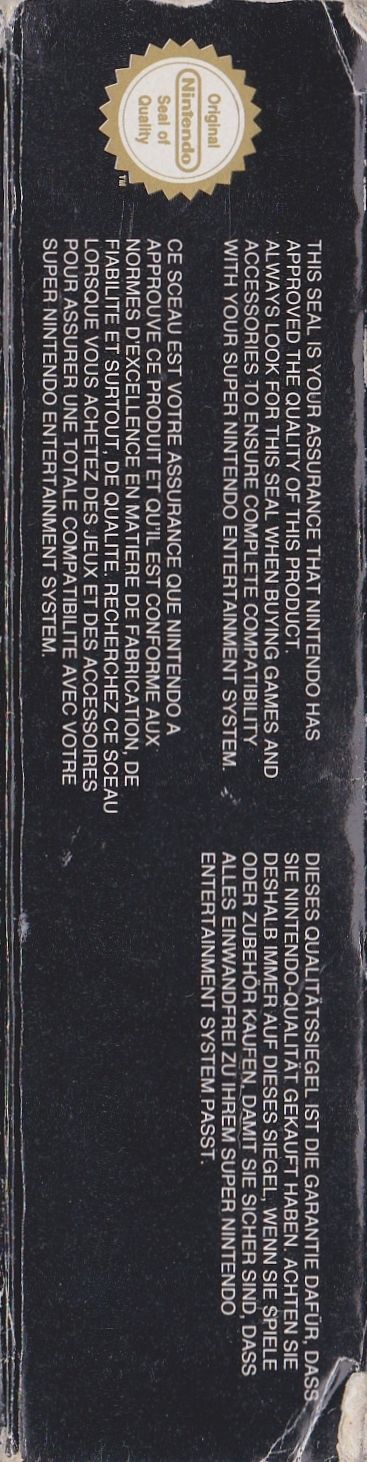 Original
Nintendo
Seal of
Quality
TM
THIS SEAL IS YOUR ASSURANCE THAT NINTENDO HAS
APPROVED THE QUALITY OF THIS PRODUCT.
ALWAYS LOOK FOR THIS SEAL WHEN BUYING GAMES AND
ACCESSORIES TO ENSURE COMPLETE COMPATIBILITY
WITH YOUR SUPER NINTENDO ENTERTAINMENT SYSTEM.
CE SCEAU EST VOTRE ASSURANCE QUE NINTENDO A
APPROUVE CE PRODUIT ET QU'IL EST CONFORME AUX
NORMES D'EXCELLENCE EN MATIERE DE FABRICATION, DE
FIABILITE ET SURTOUT, DE QUALITE. RECHERCHEZ CE SCEAU
LORSQUE VOUS ACHETEZ DES JEUX ET DES ACCESSOIRES
POUR ASSURER UNE TOTALE COMPATIBILITE AVEC VOTRE
SUPER NINTENDO ENTERTAINMENT SYSTEM.
DIESES QUALITÄTSSIEGEL IST DIE GARANTIE DAFÜR, DASS
SIE NINTENDO-QUALITÄT GEKAUFT HABEN. ACHTEN SIE
DESHALB IMMER AUF DIESES SIEGEL, WENN SIE SPIELE
ODER ZUBEHÖR KAUFEN, DAMIT SIE SICHER SIND, DASS
ALLES EINWANDFREI ZU IHREM SUPER NINTENDO
ENTERTAINMENT SYSTEM PASST.